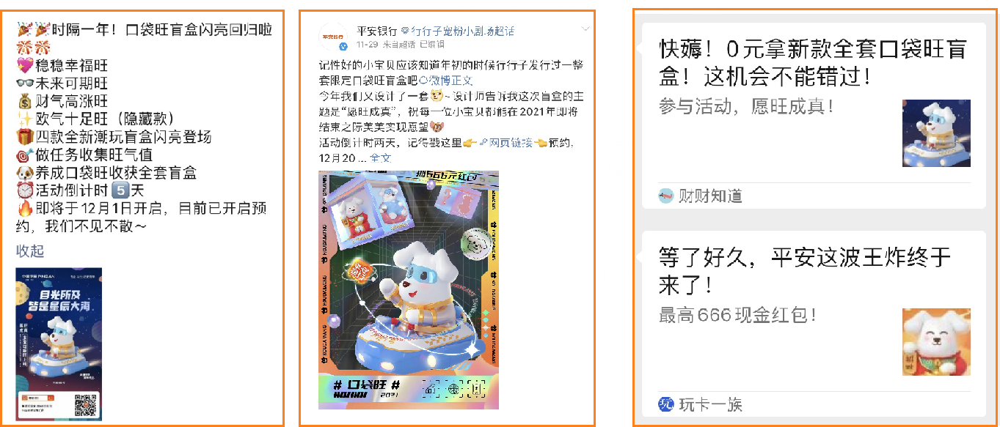 🎉🎉时隔一年！口袋旺盲盒闪亮回归啦
🎊🎊
💖稳稳幸福旺
👓未来可期旺
💰财气高涨旺
✨欧气十足旺（隐藏款）
🎁四款全新潮玩盲盒闪亮登场
🎯做任务收集旺气值
🐶养成口袋旺收获全套盲盒
⏰活动倒计时5️⃣天
🔥即将于12月1日开启，目前已开启预
约，我们不见不散～
收起
目光所及
皆是星辰大海
平安银行 行行子宠粉小剧场超话
11-29 来自超话 已编辑
记性好的小宝贝应该知道年初的时候行行子发行过一整
套限定口袋旺盲盒吧 微博正文
今年我们又设计了一套 ~ 设计师告诉我这次盲盒的主
题是“愿旺成真”，祝每一位小宝贝都能在2021年即将
结束之际美美实现愿望
活动倒计时两天，记得戳这里👉网页链接👈预约，
12月20 ... 全文
666元红包
平安银行
KOUDAI WANG
# 口袋旺 #
2021
快薅！0元拿新款全套口袋旺盲
盒！这机会不能错过！
参与活动，愿旺成真！
财财知道
等了好久，平安这波王炸终于
来了！
最高666现金红包！
玩 玩卡一族